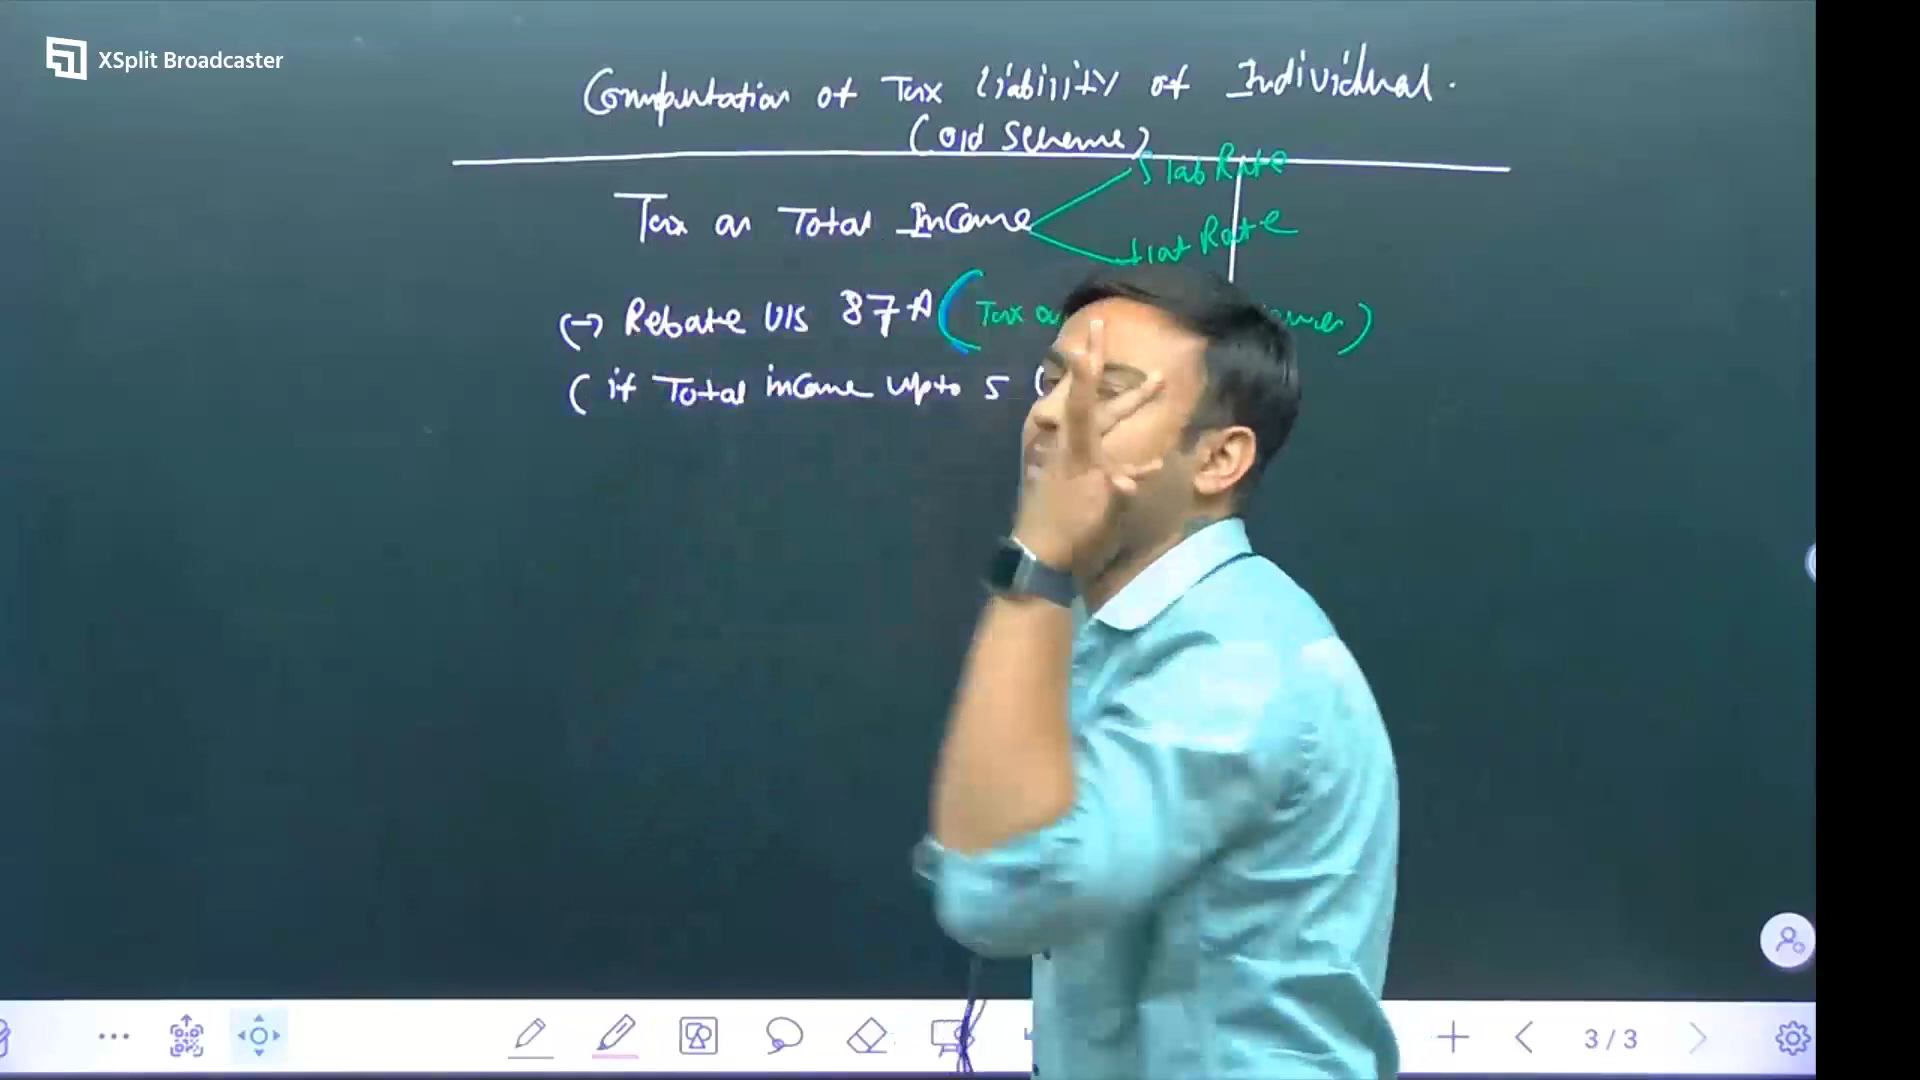 XSplit Broadcaster
Computation of Tax liability of Individual.
(Old Scheme)
Slab Rate
Tax on Total Income
flat Rate
(-) Rebate U/S 87A (Tax on )
(if Total income upto 5
3/3